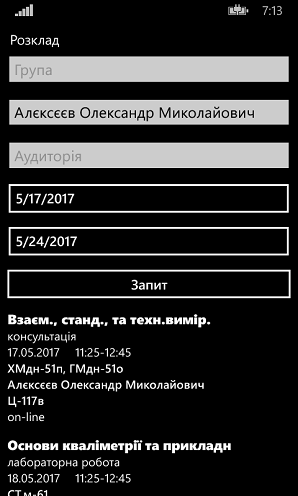 7:13
Розклад
Група
Алєксєєв Олександр Миколайович
Аудиторія
5/17/2017
5/24/2017
Запит
Взаєм., станд., та техн.вимір.
консультація
17.05.2017 11:25-12:45
ХМдн-51п, ГМдн-51о
Алєксєєв Олександр Миколайович
Ц-117в
on-line
Основи кваліметрії та прикладн
лабораторна робота
18.05.2017 11:25-12:45
СТ.м-61